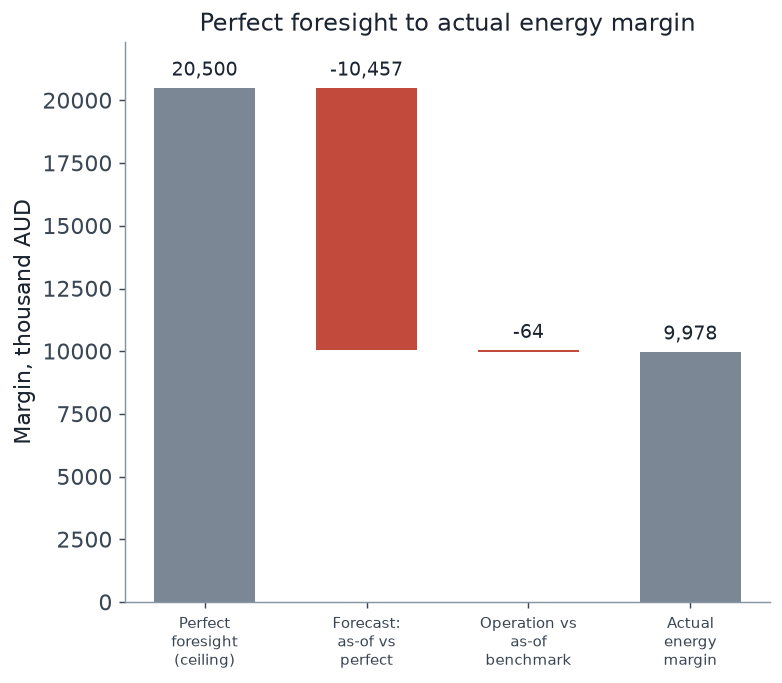 Perfect foresight to actual energy margin
Margin, thousand AUD
20000
17500
15000
12500
10000
7500
5000
2500
0
20,500
-10,457
-64
9,978
Perfect
foresight
(ceiling)
Forecast:
as-of vs
perfect
Operation vs
as-of
benchmark
Actual
energy
margin